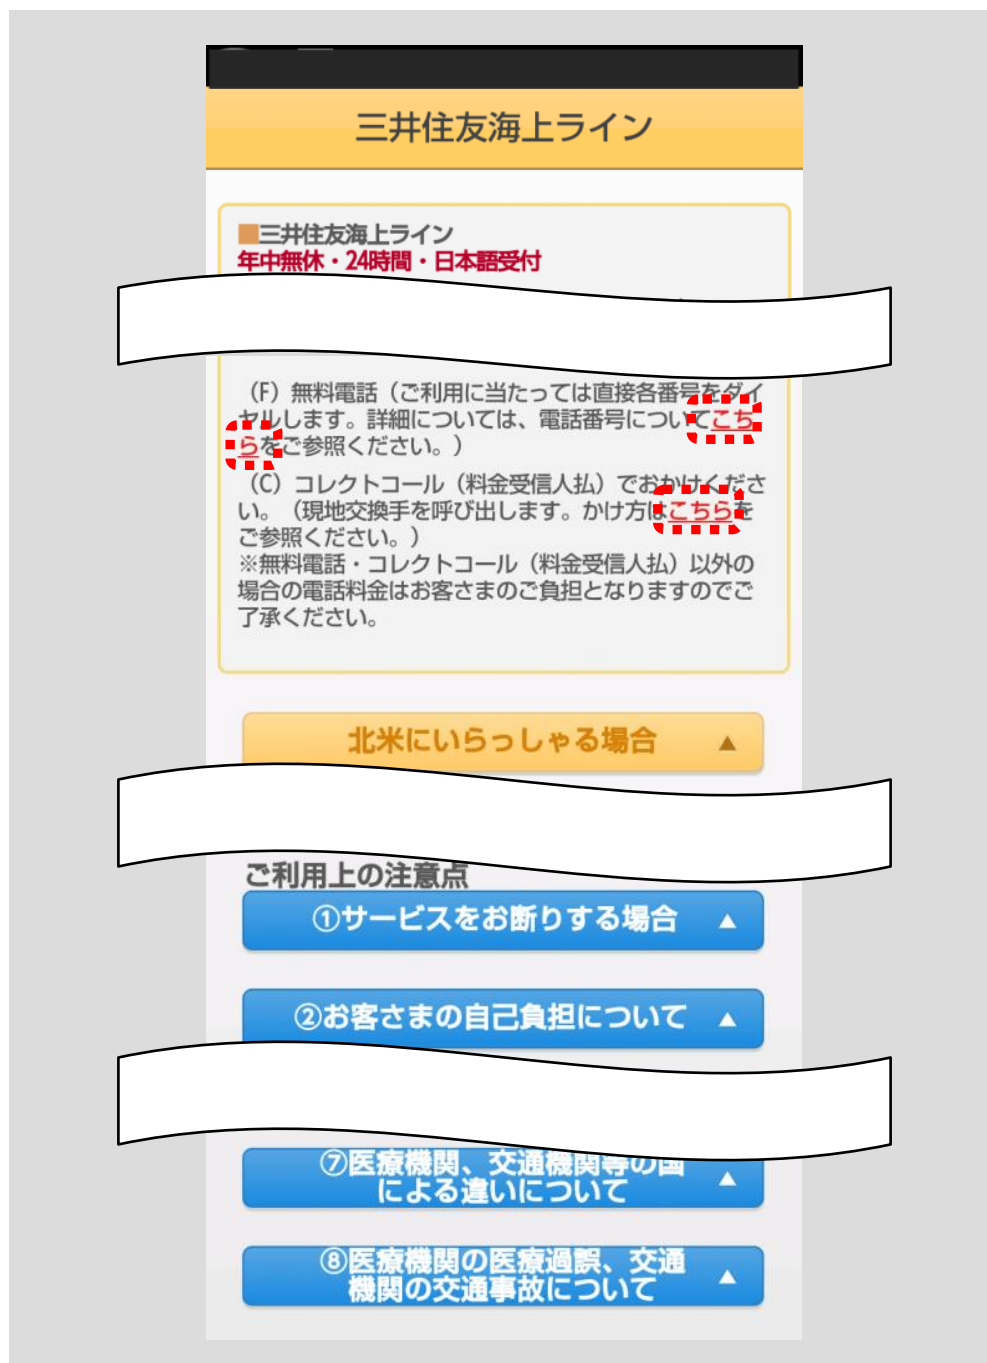 三井住友海上ライン
■三井住友海上ライン
年中無休・24時間・日本語受付
（F）無料電話（ご利用に当たっては直接各番号をダイ
ヤルします。詳細については、電話番号についてこち
らをご参照ください。）
（C）コレクトコール（料金受信人払）でおかけくださ
い。（現地交換手を呼び出します。かけ方はこちらを
ご参照ください。）
※無料電話・コレクトコール（料金受信人払）以外の
場合の電話料金はお客さまのご負担となりますのでご
了承ください。
北米にいらっしゃる場合 ▲
ご利用上の注意点
①サービスをお断りする場合 ▲
②お客さまの自己負担について ▲
⑦医療機関、交通機関等の国
による違いについて ▲
⑧医療機関の医療過誤、交通
機関の交通事故について ▲